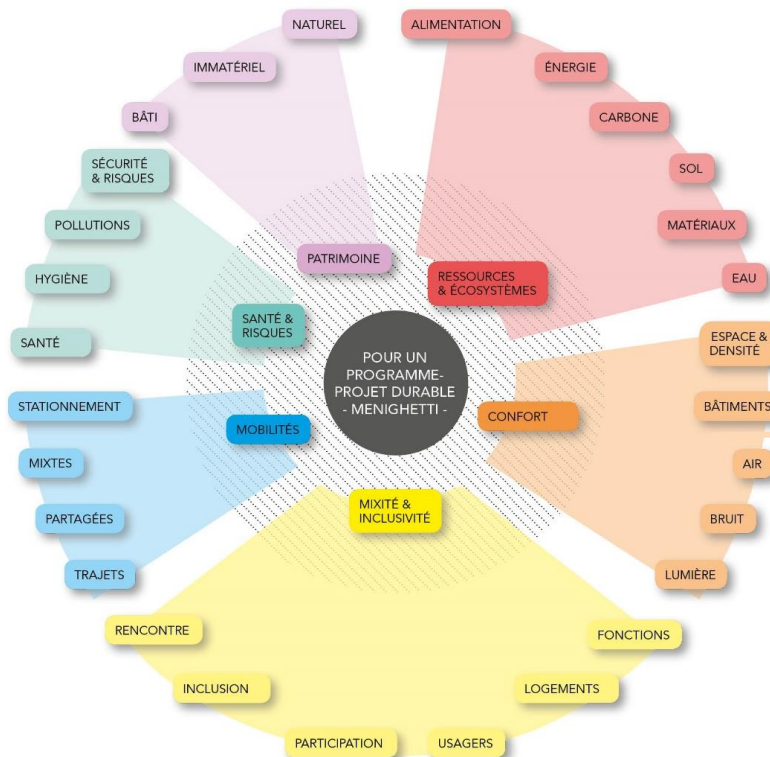 NATUREL
IMMATÉRIEL
BÂTI
PATRIMOINE
ALIMENTATION
ÉNERGIE
CARBONE
SOL
MATÉRIAUX
EAU
RESSOURCES
& ÉCOSYSTÈMES
ESPACE &
DENSITÉ
BÂTIMENTS
AIR
BRUIT
LUMIÈRE
CONFORT
FONCTIONS
LOGEMENTS
USAGERS
PARTICIPATION
INCLUSION
RENCONTRE
MIXITÉ &
INCLUSIVITÉ
TRAJETS
PARTAGÉES
MIXTES
STATIONNEMENT
MOBILITÉS
SANTÉ
HYGIÈNE
POLLUTIONS
SÉCURITÉ
& RISQUES
SANTÉ &
RISQUES
POUR UN
PROGRAMME-
PROJET DURABLE
- MENIGHETTI -